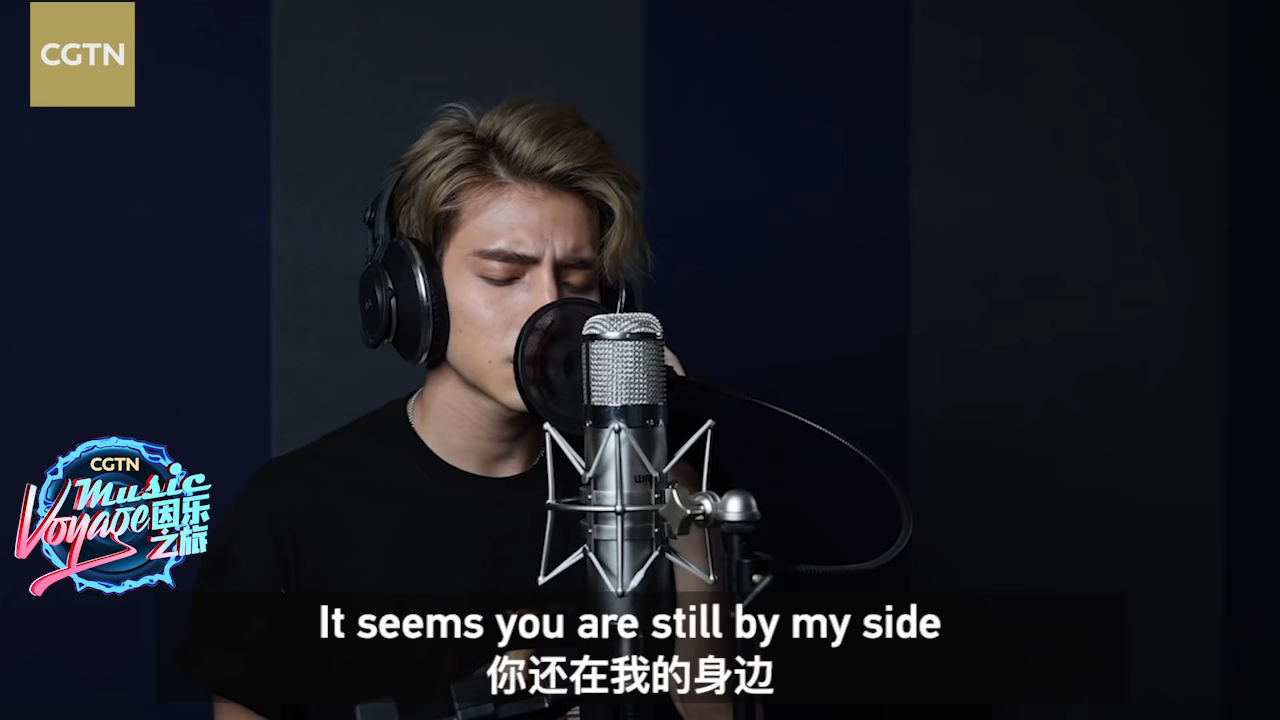 CGTN
CGTN
Music
Voyage 因乐
之旅
It seems you are still by my side
你还在我的身边